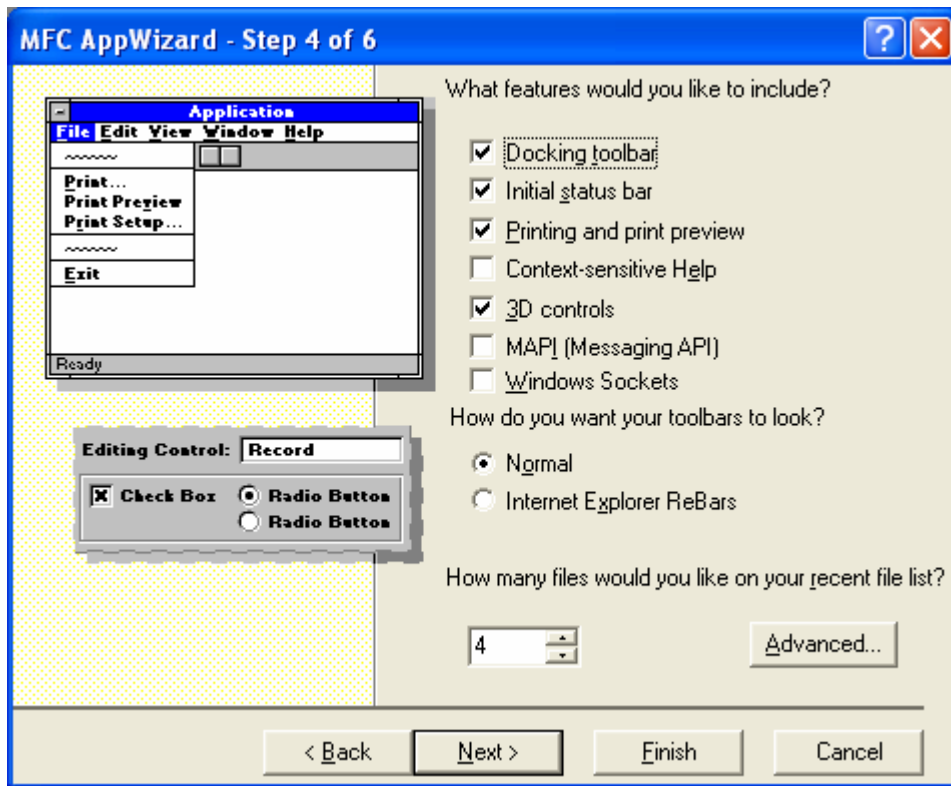 MFC AppWizard - Step 4 of 6
Application
File Edit View Window Help
Print...
Print Preview
Print Setup...
Exit
Ready
Editing Control: Record
Check Box Radio Button
Radio Button
What features would you like to include?
Docking toolbar
Initial status bar
Printing and print preview
Context-sensitive Help
3D controls
MAPI (Messaging API)
Windows Sockets
How do you want your toolbars to look?
Normal
Internet Explorer ReBars
How many files would you like on your recent file list?
4 Advanced...
< Back Next > Finish Cancel